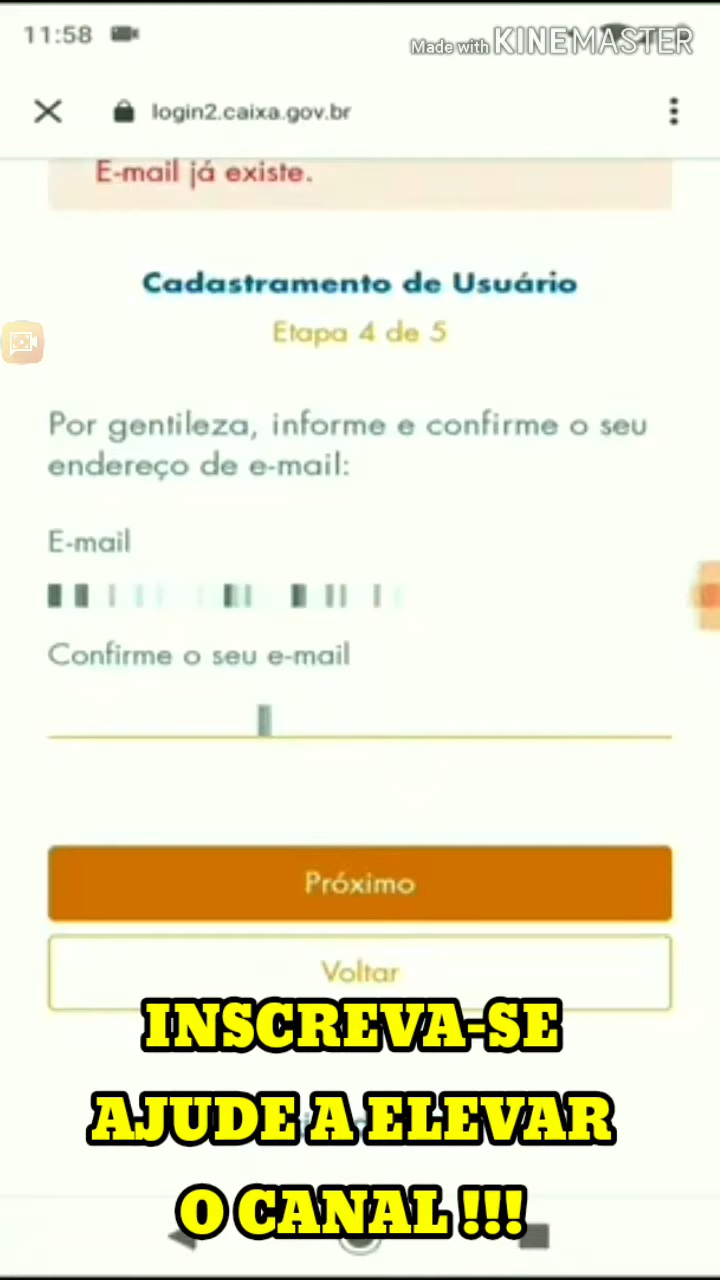 11:58
Made with KINEMASTER
login2.caixa.gov.br
E-mail já existe.
Cadastramento de Usuário
Etapa 4 de 5
Por gentileza, informe e confirme o seu
endereço de e-mail:
E-mail
Confirme o seu e-mail
Próximo
Voltar
INSCREVA-SE
AJUDE A ELEVAR
O CANAL !!!